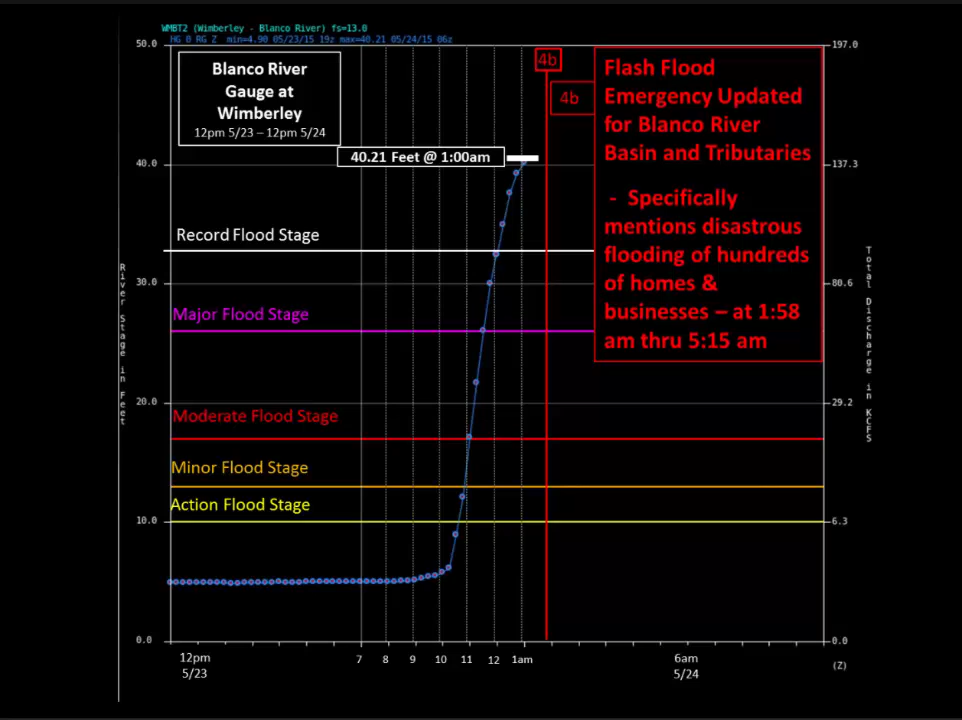 WMBT2 (Wimberley - Blanco River) fs=13.0
HG B RG Z min=4.90 05/23/15 19z max=40.21 05/24/15 06z
50.0
197.0
Blanco River
Gauge at
Wimberley
12pm 5/23 – 12pm 5/24
4b
4b
Flash Flood
Emergency Updated
for Blanco River
Basin and Tributaries
- Specifically
mentions disastrous
flooding of hundreds
of homes &
businesses – at 1:58
am thru 5:15 am
40.21 Feet @ 1:00am
40.0
137.3
Record Flood Stage
30.0
80.6
Major Flood Stage
20.0
29.2
Moderate Flood Stage
Minor Flood Stage
Action Flood Stage
10.0
6.3
0.0
0.0
River Stage in Feet
Total Discharge in KCFS
12pm
5/23
7 8 9 10 11 12 1am
6am
5/24
(Z)